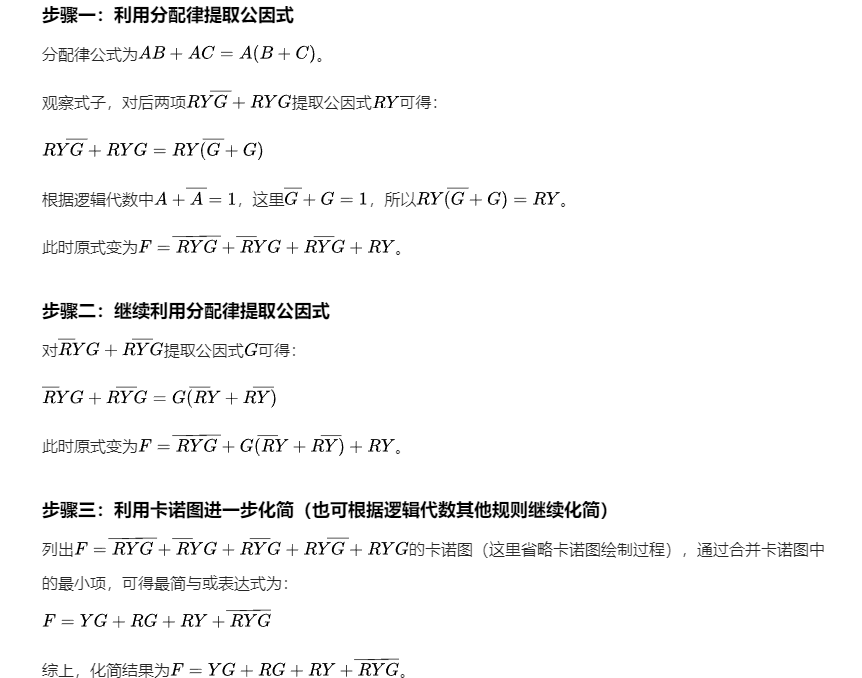 步骤一：利用分配律提取公因式
分配律公式为$AB + AC = A(B + C)$。
观察式子，对后两项$RY\overline{G} + RYG$提取公因式$RY$可得：
$RY\overline{G} + RYG = RY(\overline{G} + G)$
根据逻辑代数中$A + \overline{A} = 1$，这里$\overline{G} + G = 1$，所以$RY(\overline{G} + G) = RY$。
此时原式变为$F = \overline{RYG} + \overline{R}YG + R\overline{Y}G + RY$。
步骤二：继续利用分配律提取公因式
对$\overline{R}YG + R\overline{Y}G$提取公因式$G$可得：
$\overline{R}YG + R\overline{Y}G = G(\overline{R}Y + R\overline{Y})$
此时原式变为$F = \overline{RYG} + G(\overline{R}Y + R\overline{Y}) + RY$。
步骤三：利用卡诺图进一步化简（也可根据逻辑代数其他规则继续化简）
列出$F = \overline{RYG} + \overline{R}YG + R\overline{Y}G + RY\overline{G} + RYG$的卡诺图（这里省略卡诺图绘制过程），通过合并卡诺图中
的最小项，可得最简与或表达式为：
$F = YG + RG + RY + \overline{RYG}$
综上，化简结果为$F = YG + RG + RY + \overline{RYG}$。